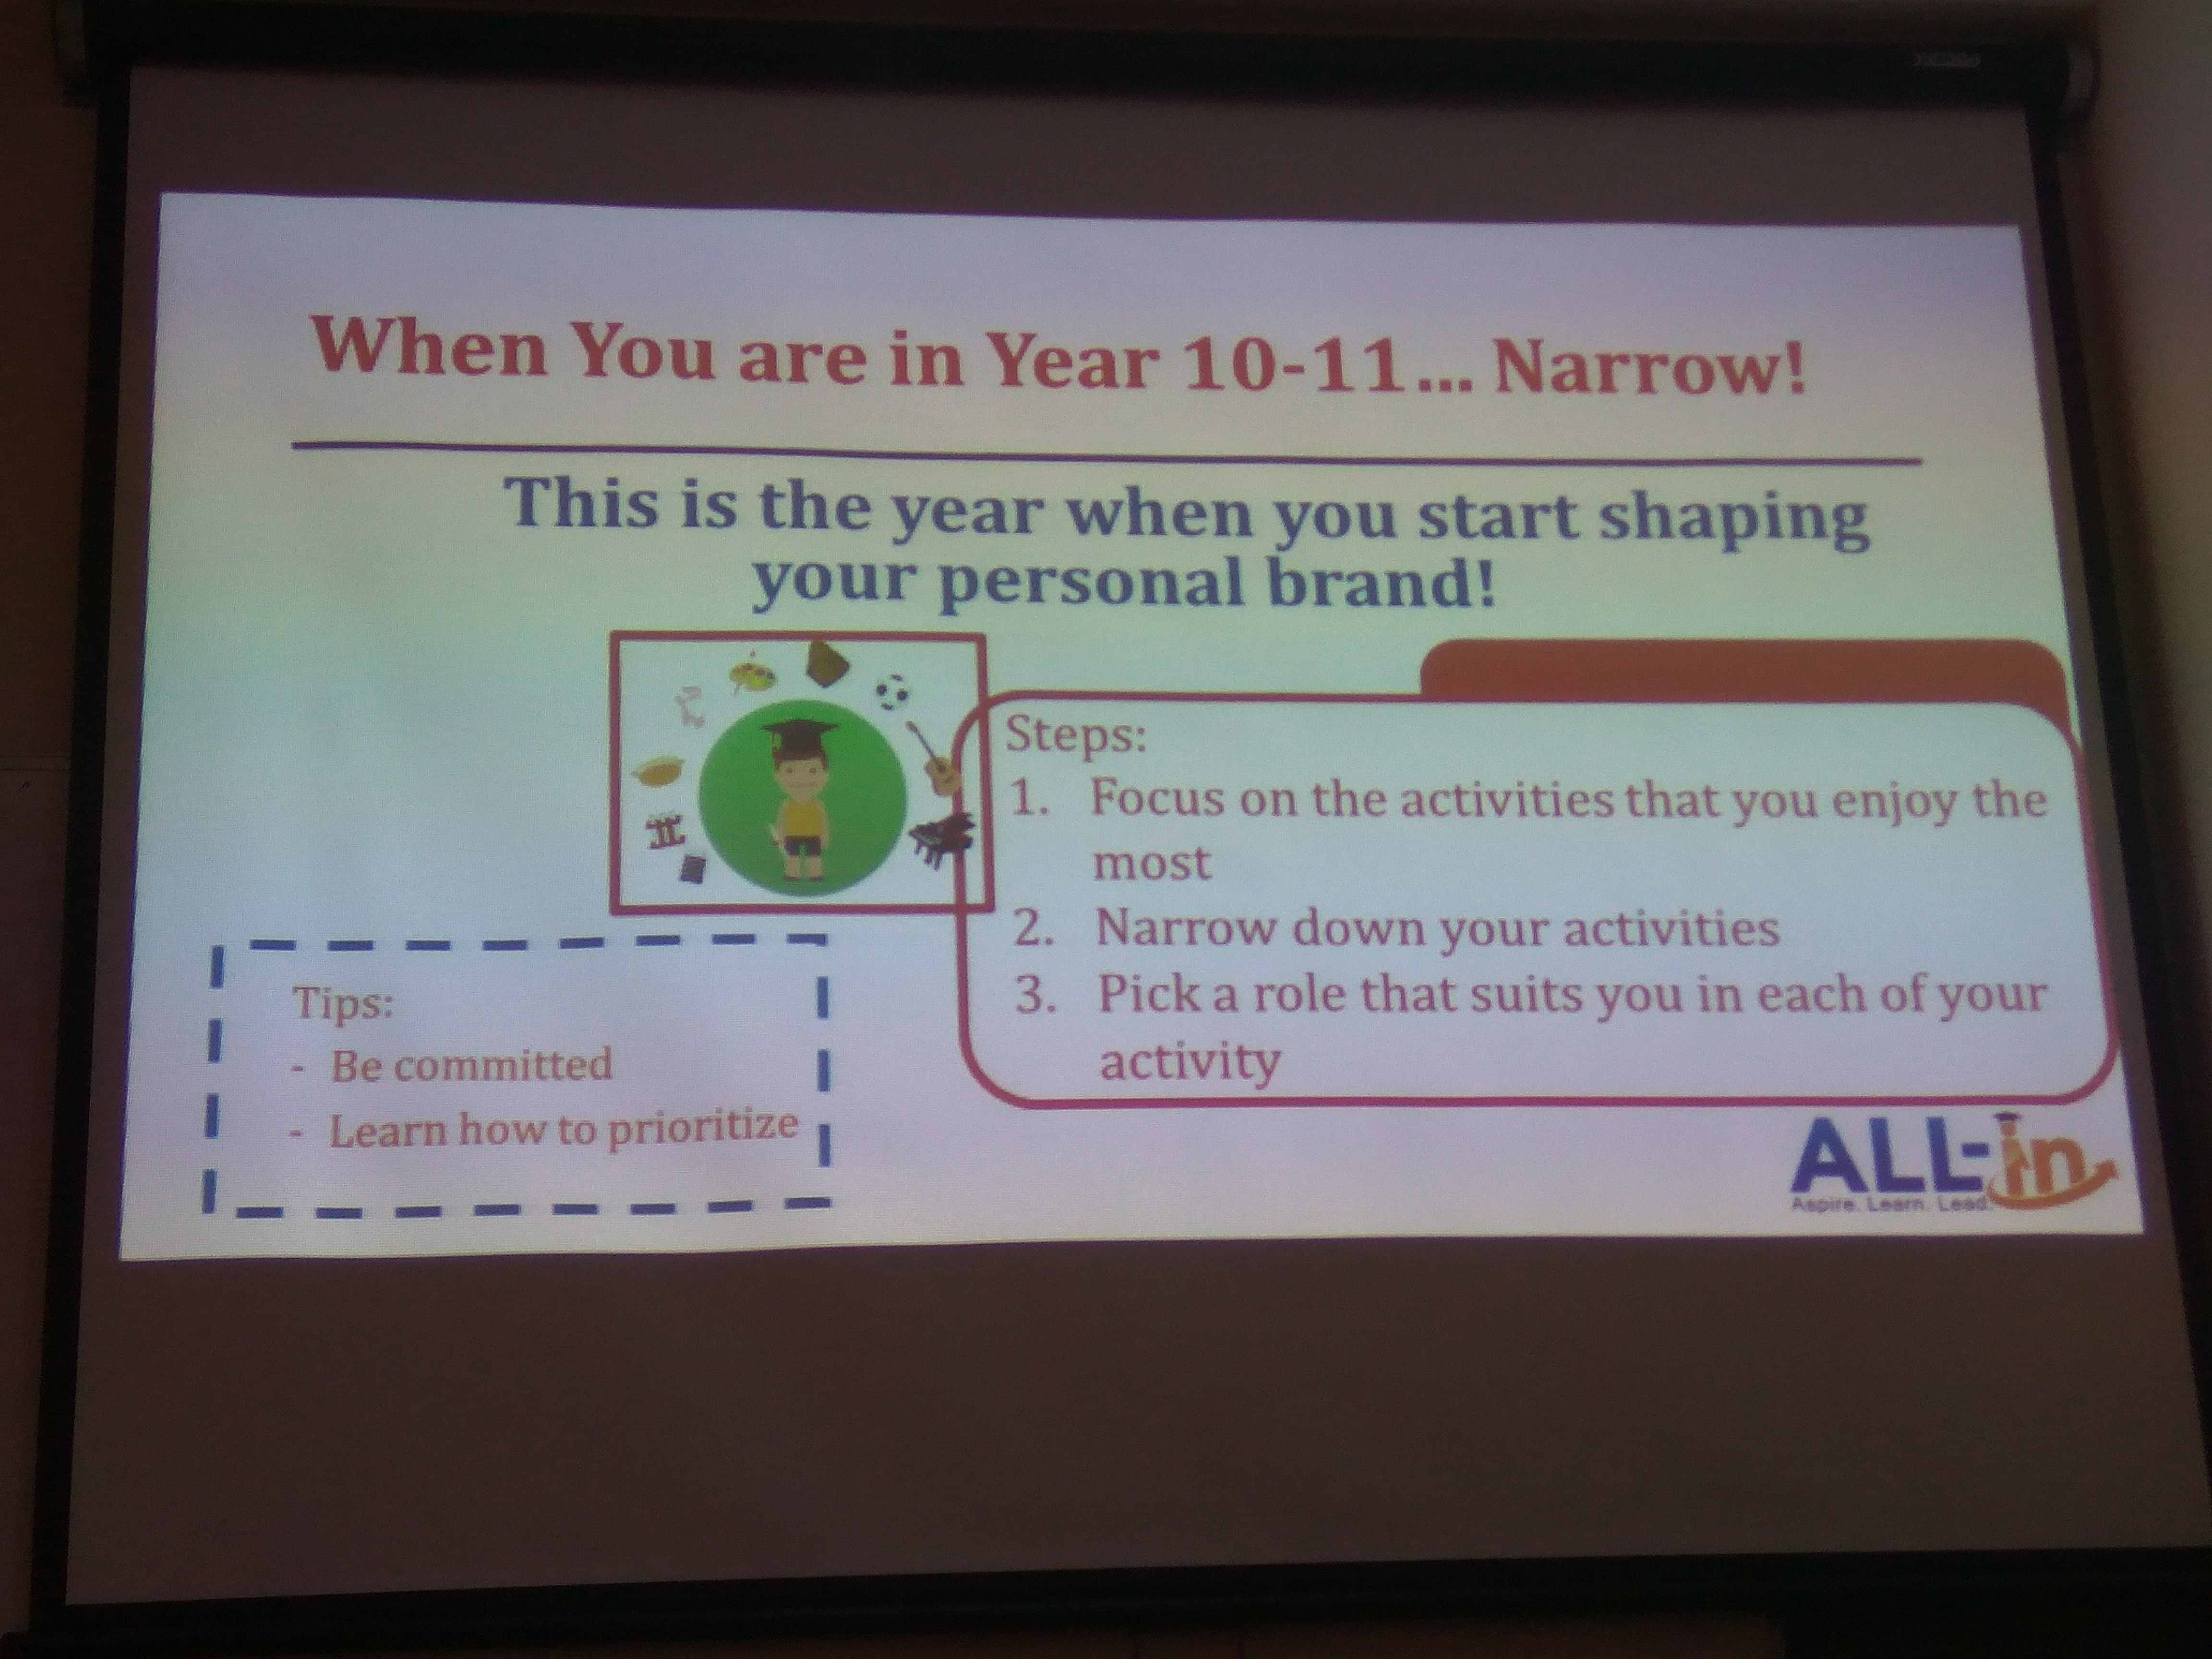 When You are in Year 10-11... Narrow!
This is the year when you start shaping
your personal brand!
Steps:
1. Focus on the activities that you enjoy the
most
2. Narrow down your activities
3. Pick a role that suits you in each of your
activity
Tips:
- Be committed
- Learn how to prioritize
ALL-in
Aspire. Learn. Lead.